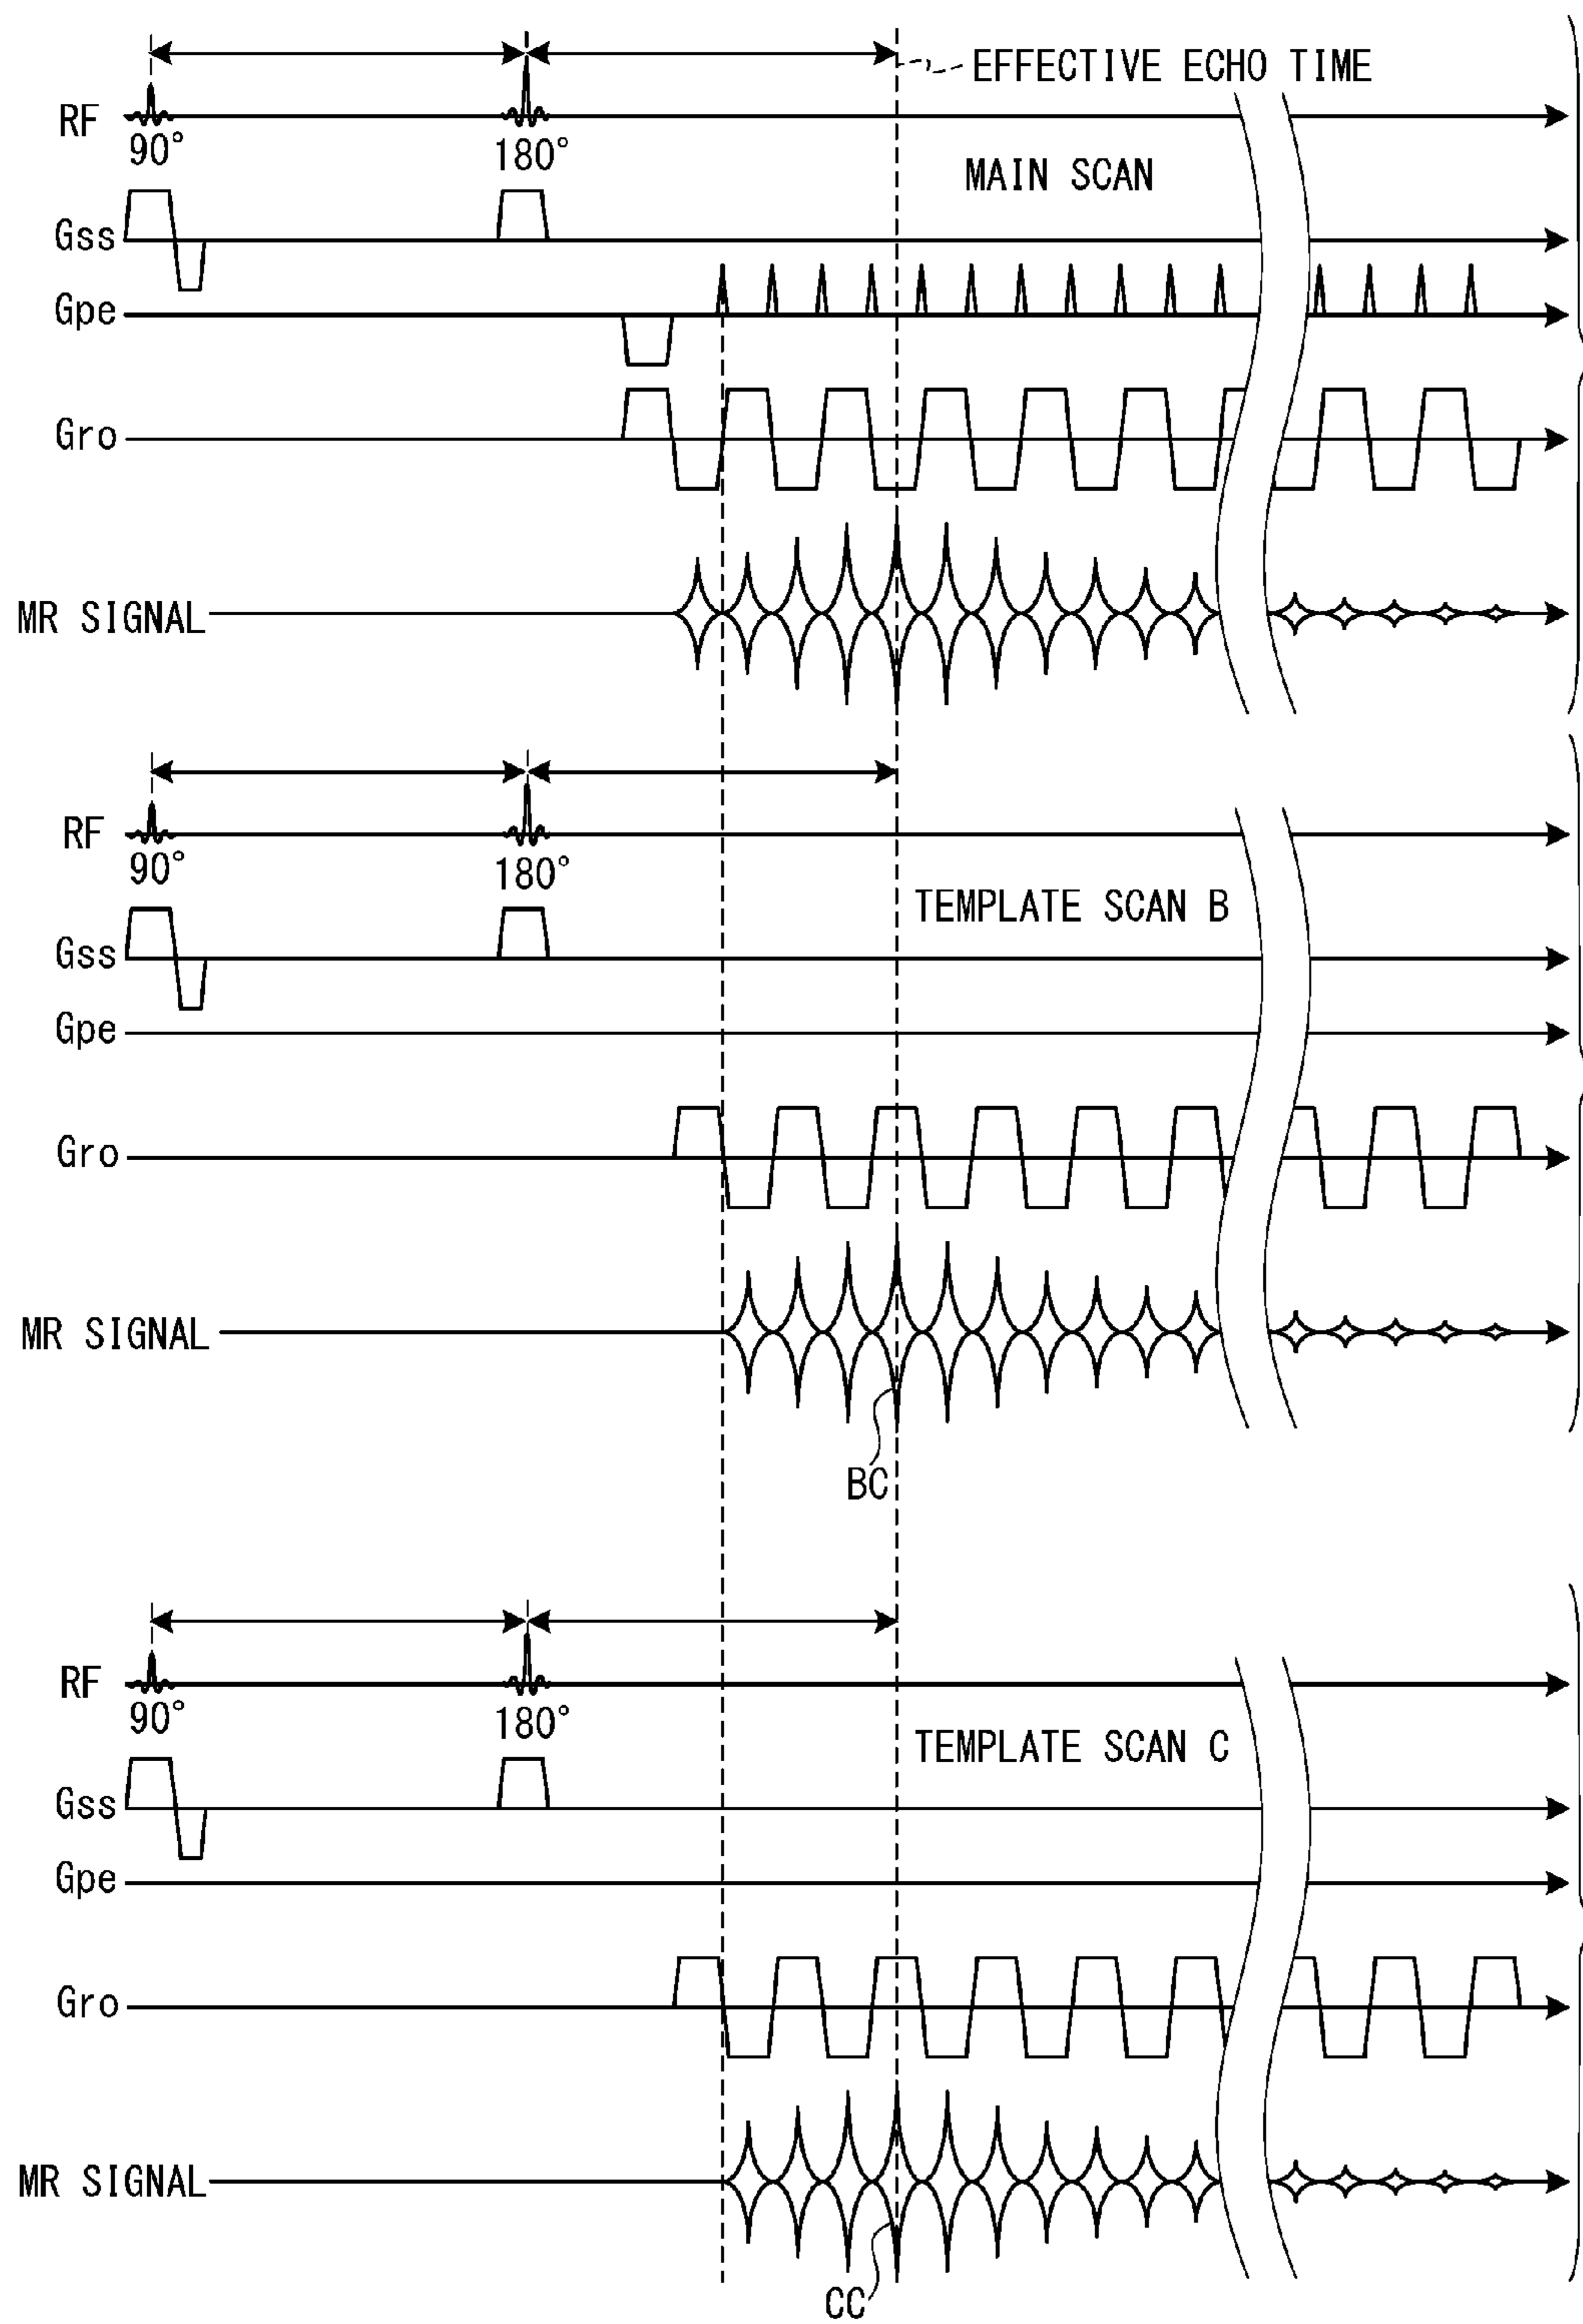 EFFECTIVE ECHO TIME
RF
90°
180°
MAIN SCAN
Gss
Gpe
Gro
MR SIGNAL
RF
90°
180°
TEMPLATE SCAN B
Gss
Gpe
Gro
MR SIGNAL
BC
RF
90°
180°
TEMPLATE SCAN C
Gss
Gpe
Gro
MR SIGNAL
CC